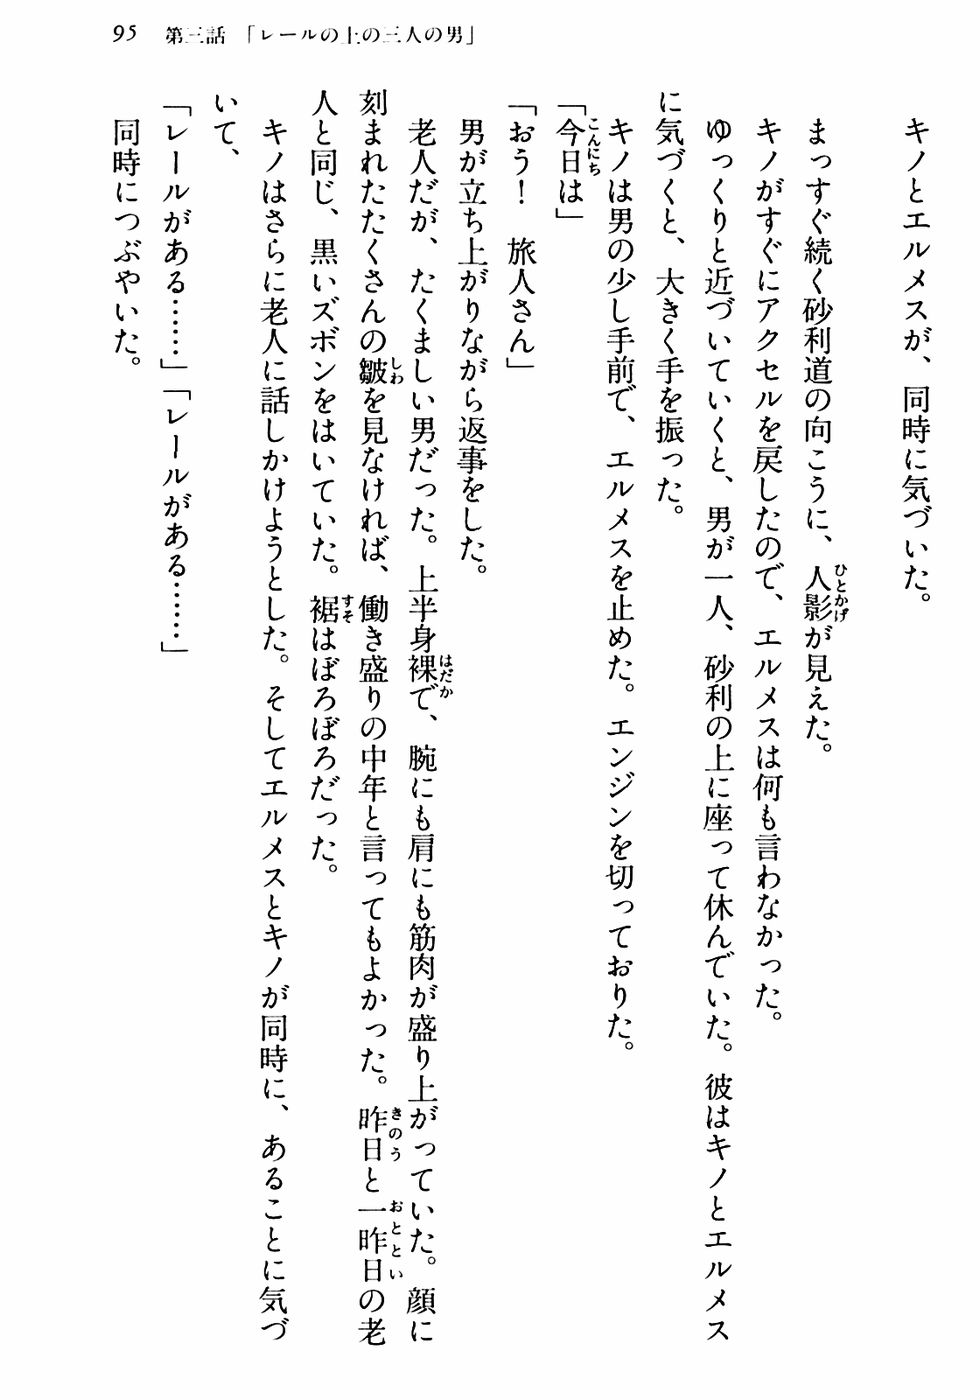 95　第三話　「レールの上の三人の男」
キノとエルメスが、同時に気づいた。
まっすぐ続く砂利道の向こうに、人影が見えた。
キノがすぐにアクセルを戻したので、エルメスは何も言わなかった。
ゆっくりと近づいていくと、男が一人、砂利の上に座って休んでいた。彼はキノとエルメス
に気づくと、大きく手を振った。
キノは男の少し手前で、エルメスを止めた。エンジンを切っておりた。
「今日は」
「おう！　旅人さん」
男が立ち上がりながら返事をした。
老人だが、たくましい男だった。上半身裸で、腕にも肩にも筋肉が盛り上がっていた。顔に
刻まれたたくさんの皺を見なければ、働き盛りの中年と言ってもよかった。昨日と一昨日の老
人と同じ、黒いズボンをはいていた。裾はぼろぼろだった。
キノはさらに老人に話しかけようとした。そしてエルメスとキノが同時に、あることに気づ
いて、
「レールがある……」「レールがある……」
同時につぶやいた。